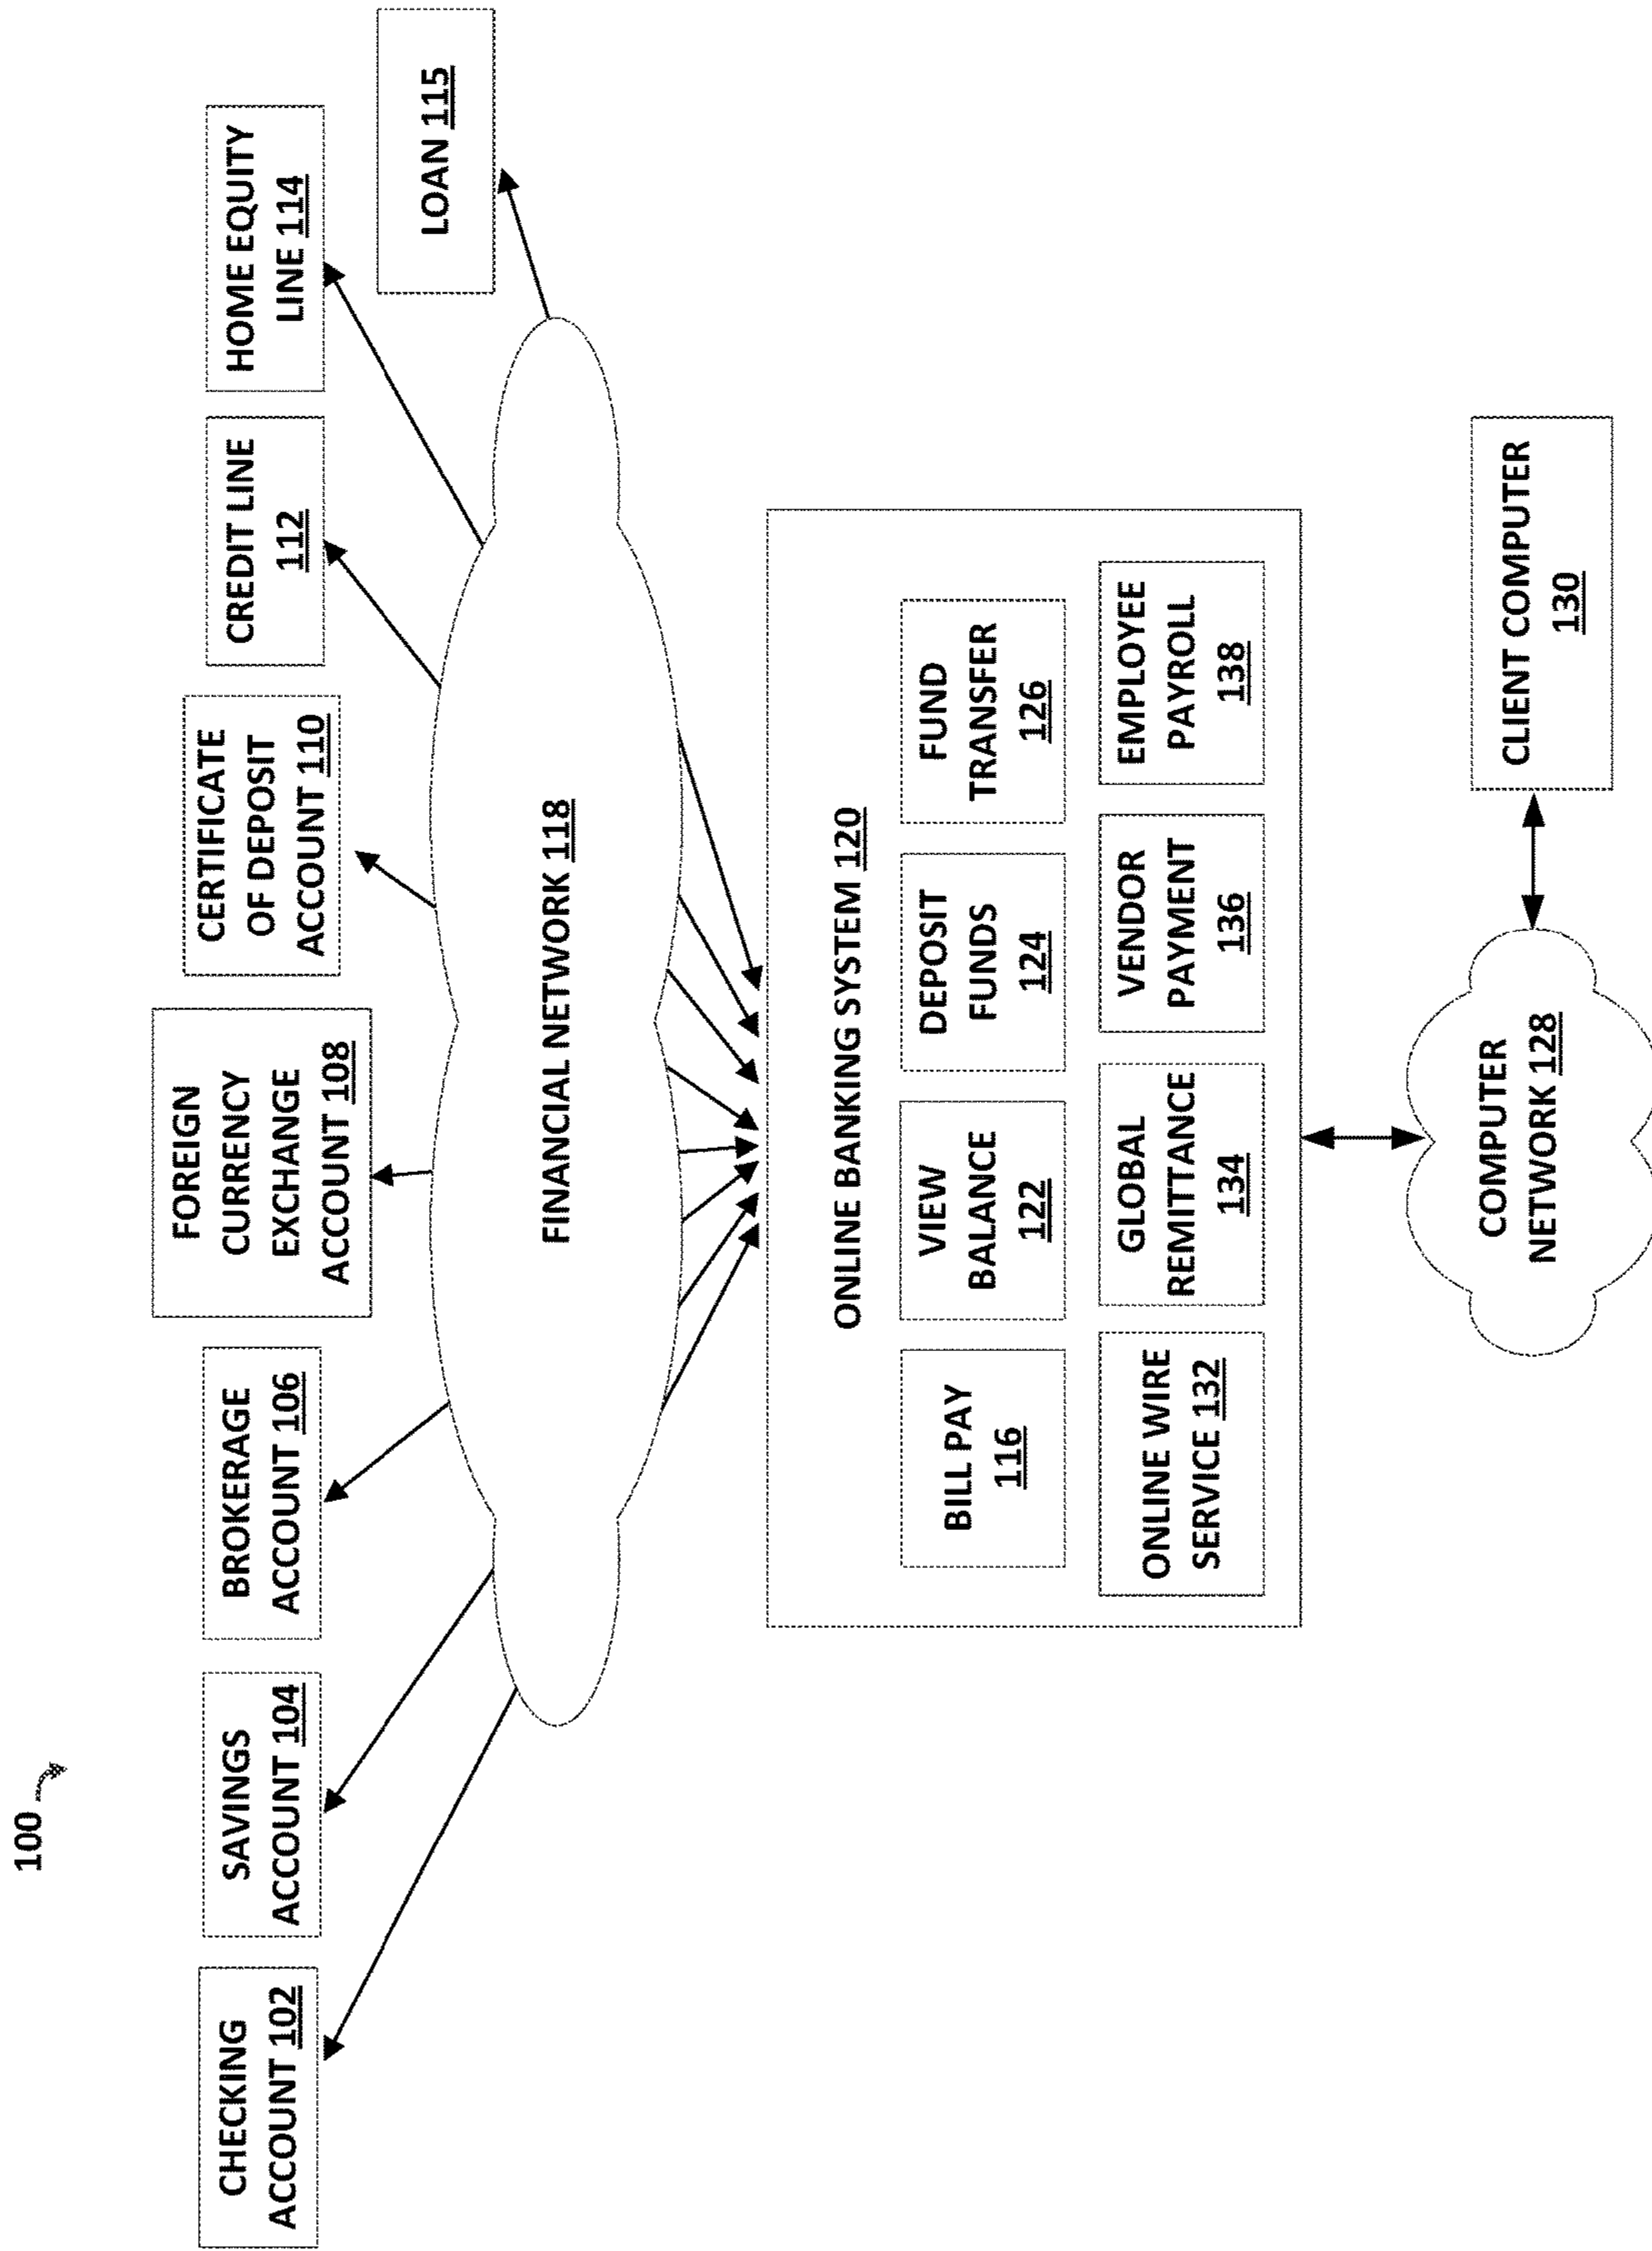 100
CHECKING
ACCOUNT 102
SAVINGS
ACCOUNT 104
BROKERAGE
ACCOUNT 106
FOREIGN
CURRENCY
EXCHANGE
ACCOUNT 108
CERTIFICATE
OF DEPOSIT
ACCOUNT 110
CREDIT LINE
112
HOME EQUITY
LINE 114
LOAN 115
FINANCIAL NETWORK 118
ONLINE BANKING SYSTEM 120
BILL PAY
116
VIEW
BALANCE
122
DEPOSIT
FUNDS
124
FUND
TRANSFER
126
ONLINE WIRE
SERVICE 132
GLOBAL
REMITTANCE
134
VENDOR
PAYMENT
136
EMPLOYEE
PAYROLL
138
COMPUTER
NETWORK 128
CLIENT COMPUTER
130